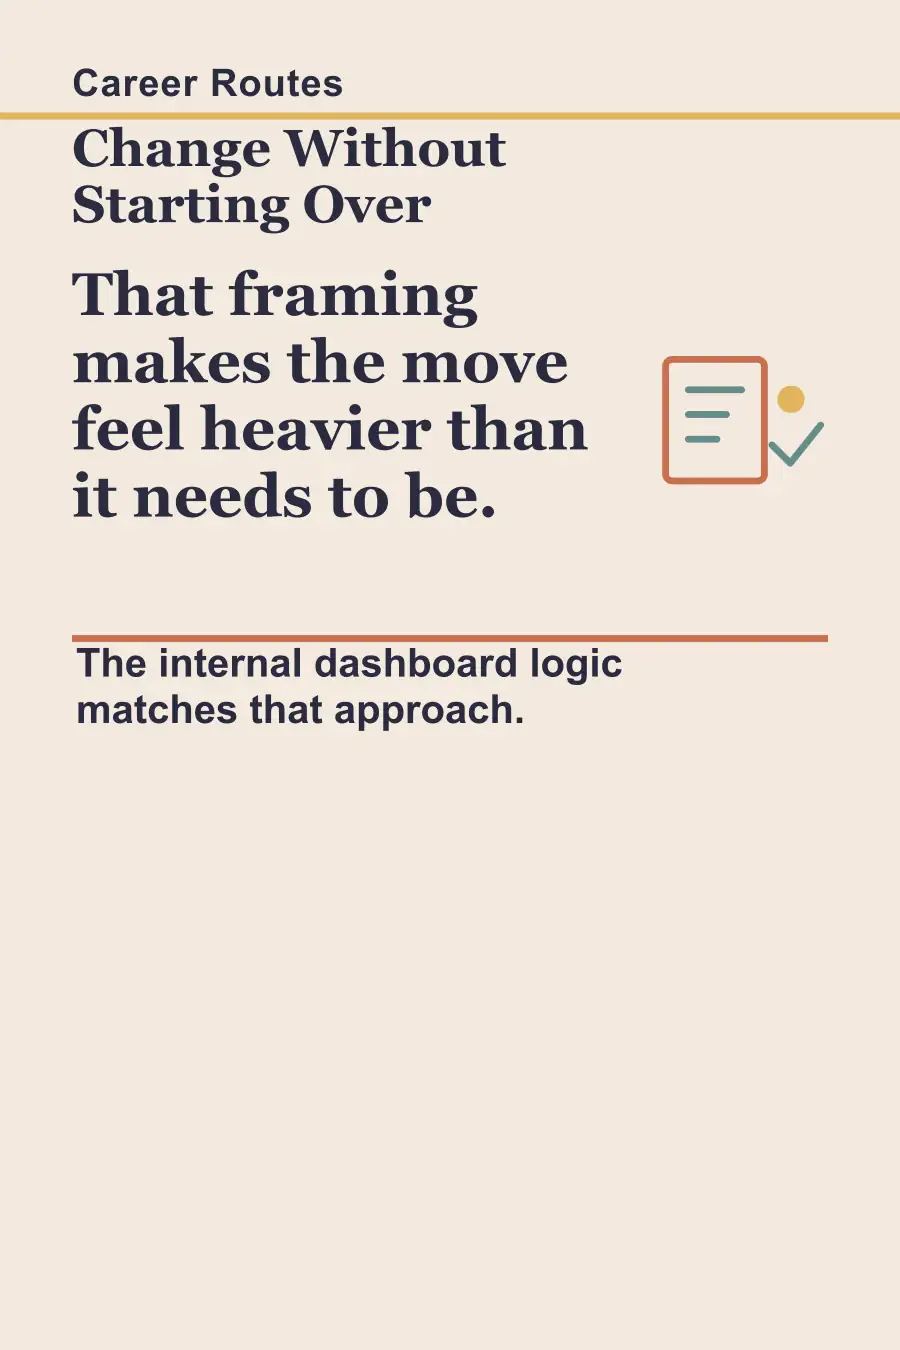 Career Routes
Change Without
Starting Over
That framing
makes the move
feel heavier than
it needs to be.
The internal dashboard logic
matches that approach.